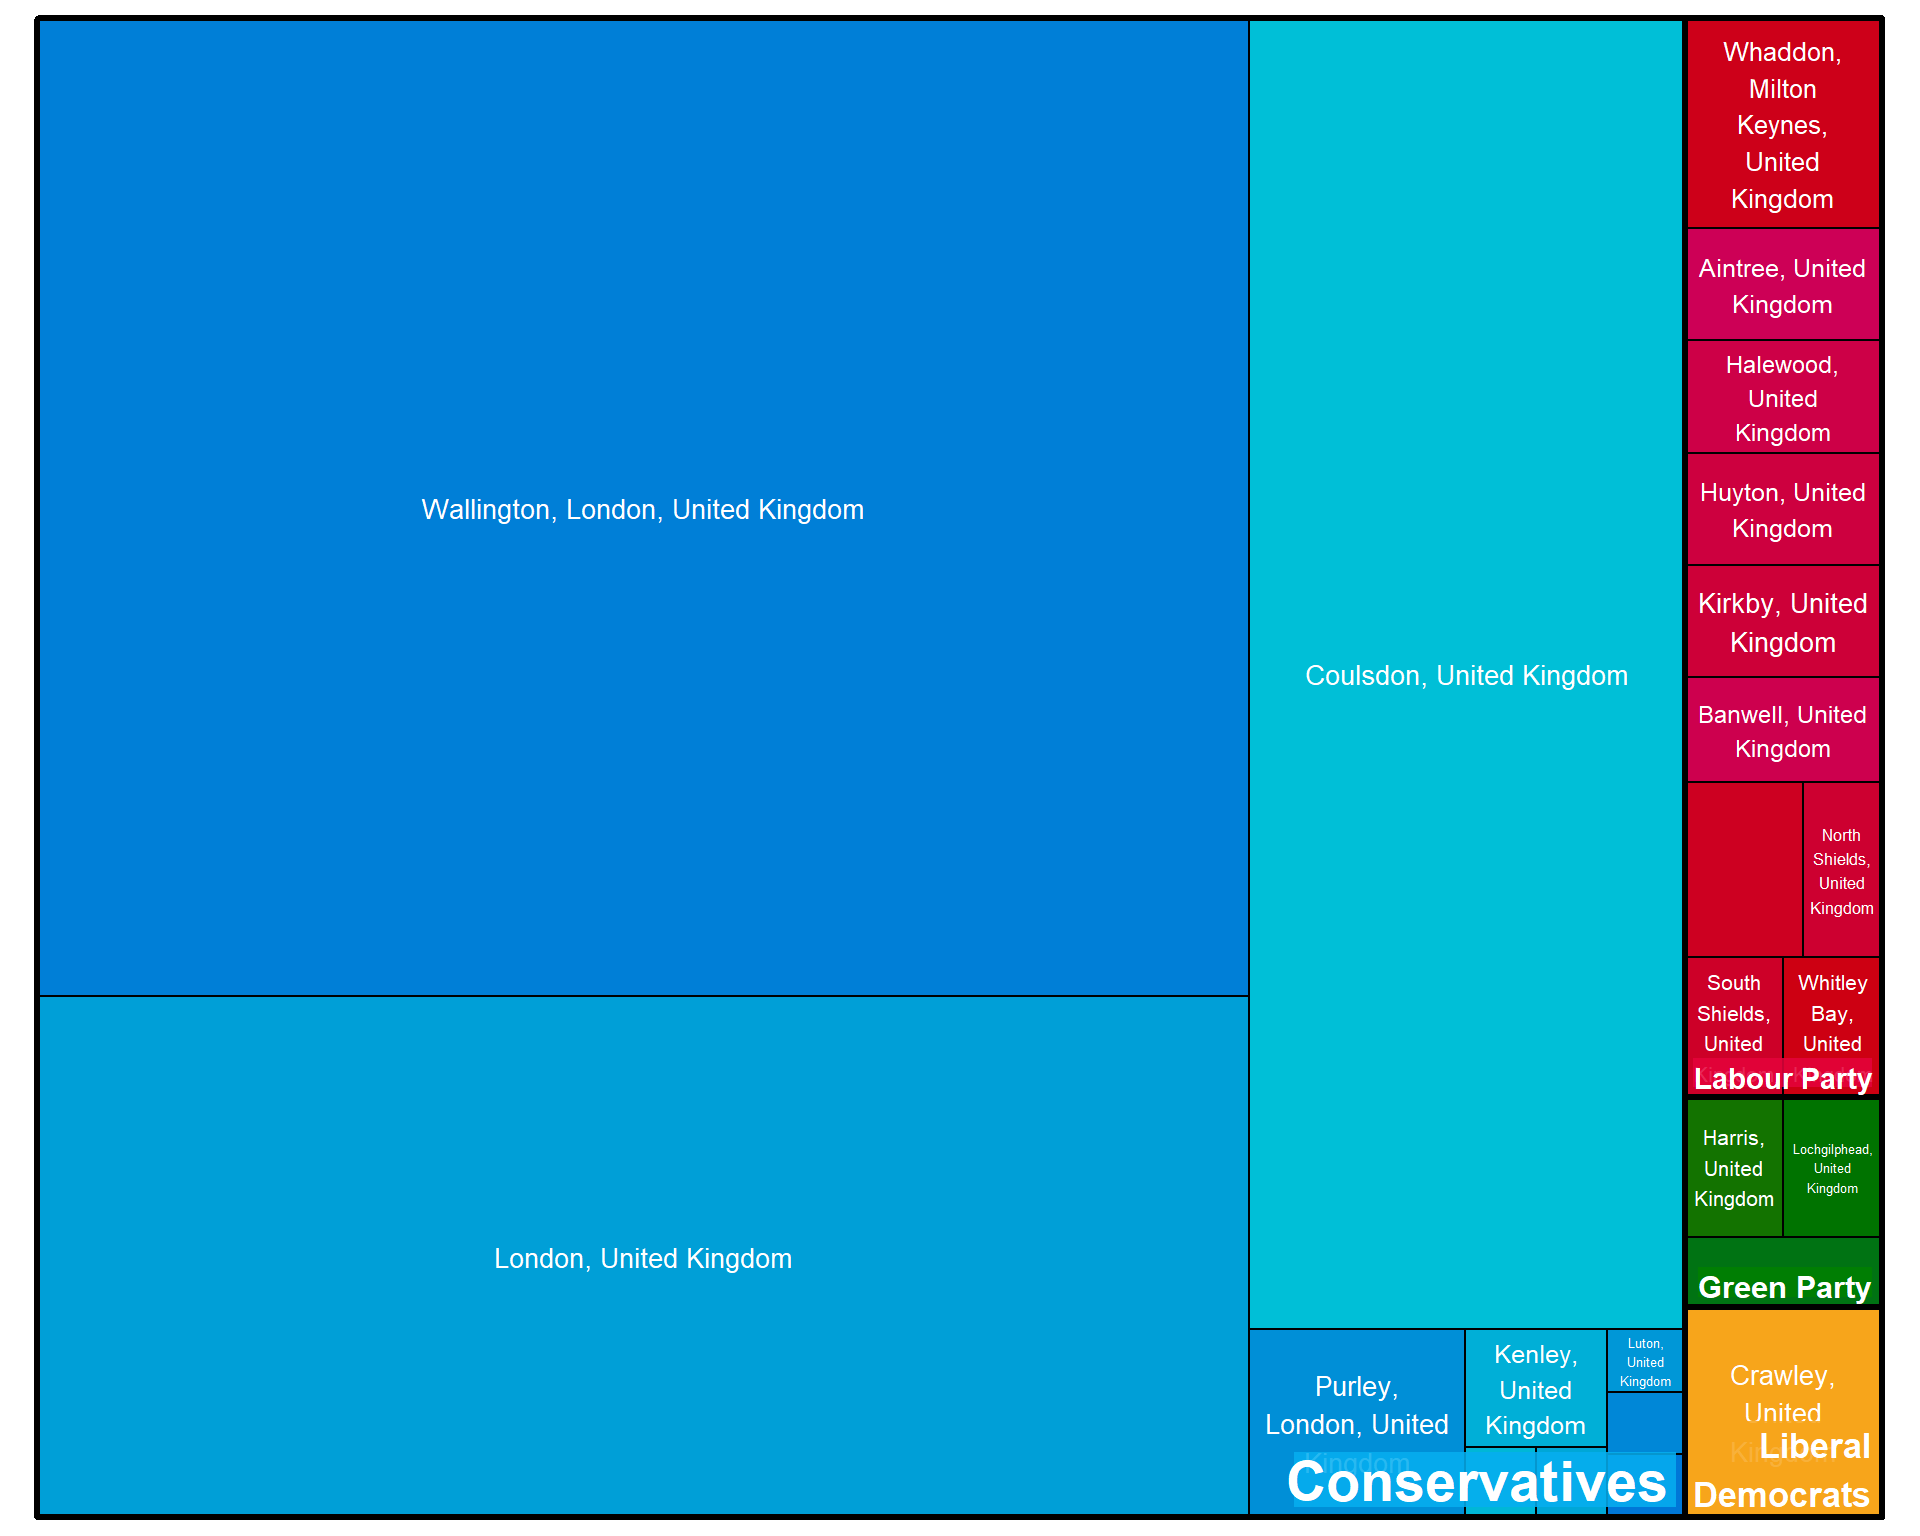 Wallington, London, United Kingdom
London, United Kingdom
Coulsdon, United Kingdom
Purley,
London, United
Kingdom
Kenley,
United
Kingdom
Luton,
United
Kingdom
Conservatives
Whaddon,
Milton
Keynes,
United
Kingdom
Aintree, United
Kingdom
Halewood,
United
Kingdom
Huyton, United
Kingdom
Kirkby, United
Kingdom
Banwell, United
Kingdom
North
Shields,
United
Kingdom
South
Shields,
United
Whitley
Bay,
United
Labour Party
Harris,
United
Kingdom
Lochgilphead,
United
Kingdom
Green Party
Crawley,
United
Kingdom
Liberal
Democrats